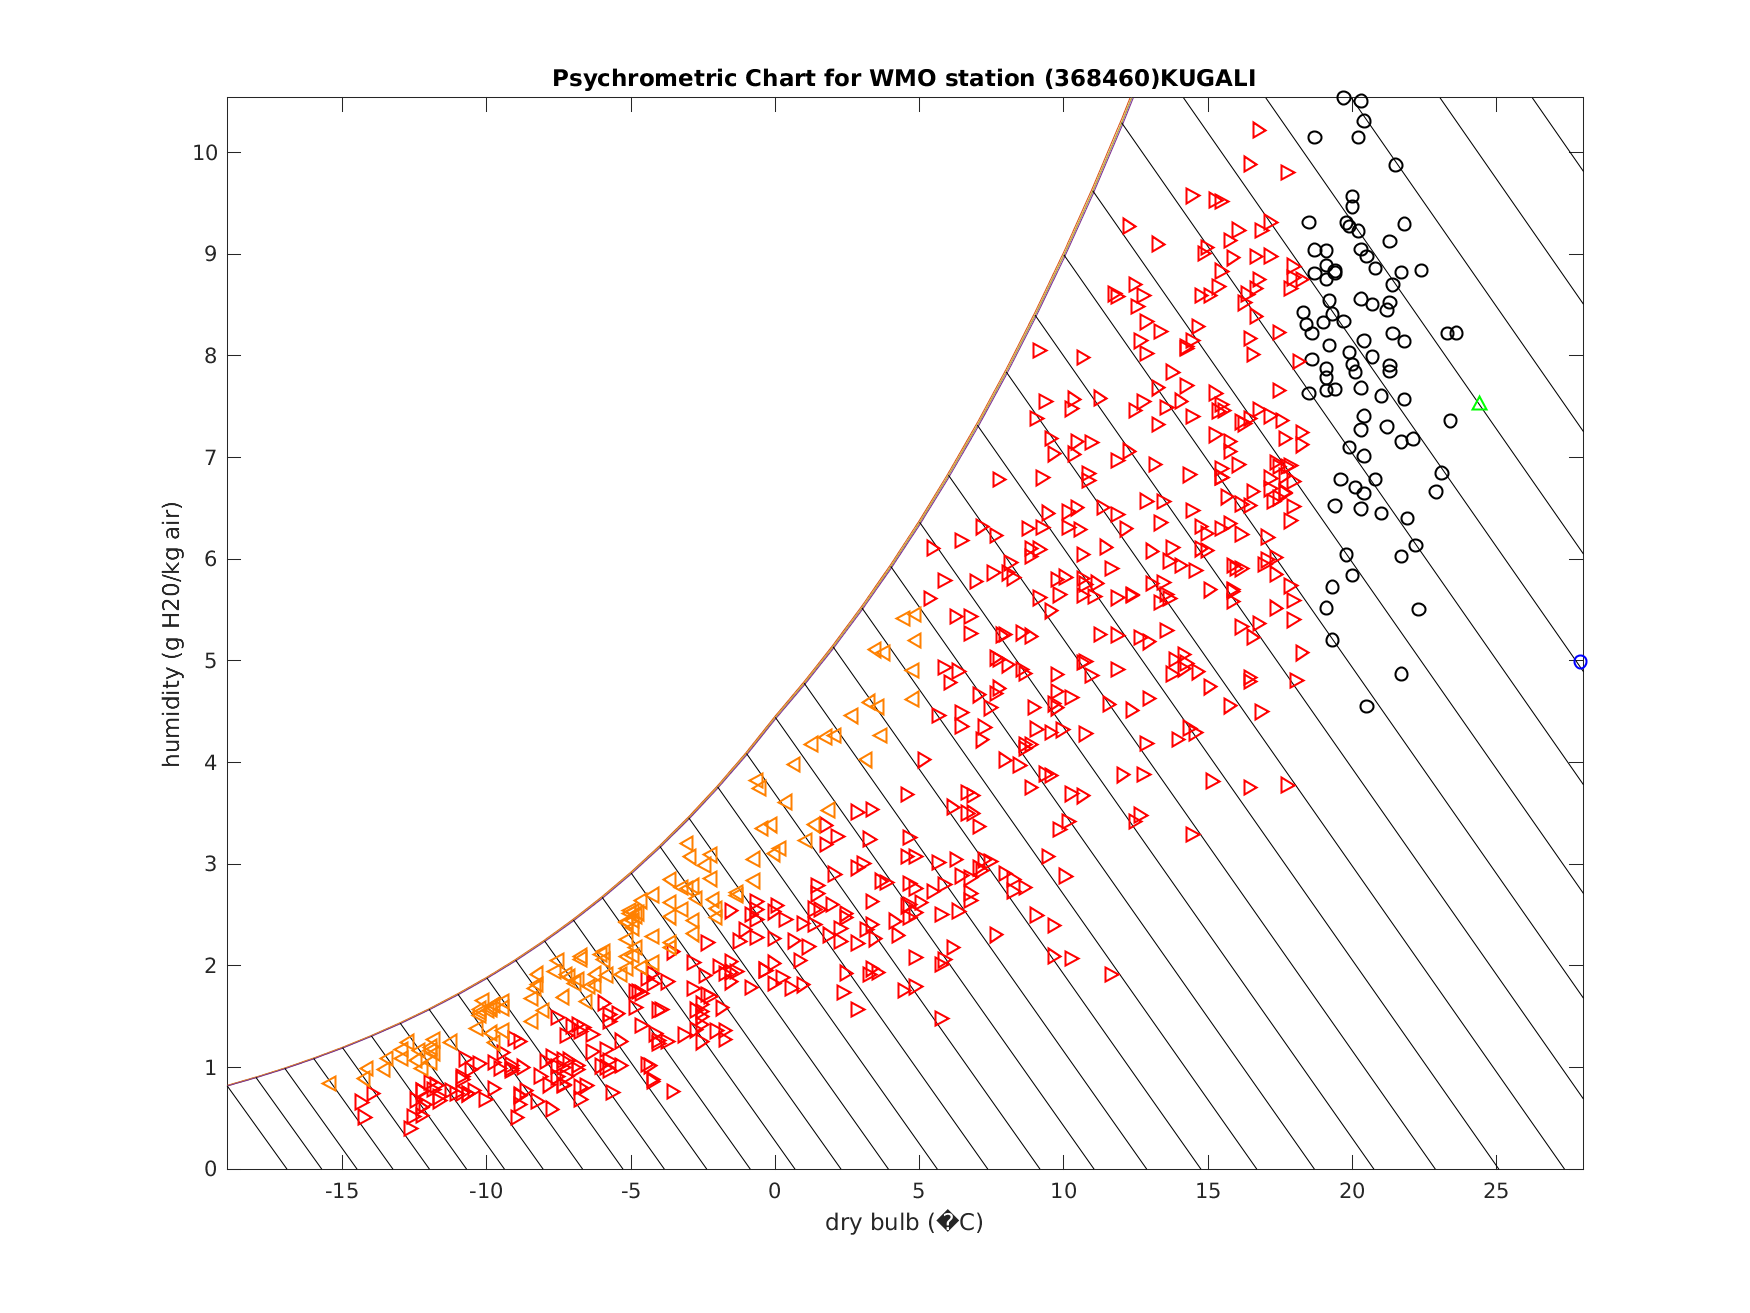 Psychrometric Chart for WMO station (368460)KUGALI
humidity (g H20/kg air)
10
9
8
7
6
5
4
3
2
1
0
-15 -10 -5 0 5 10 15 20 25
dry bulb (�C)